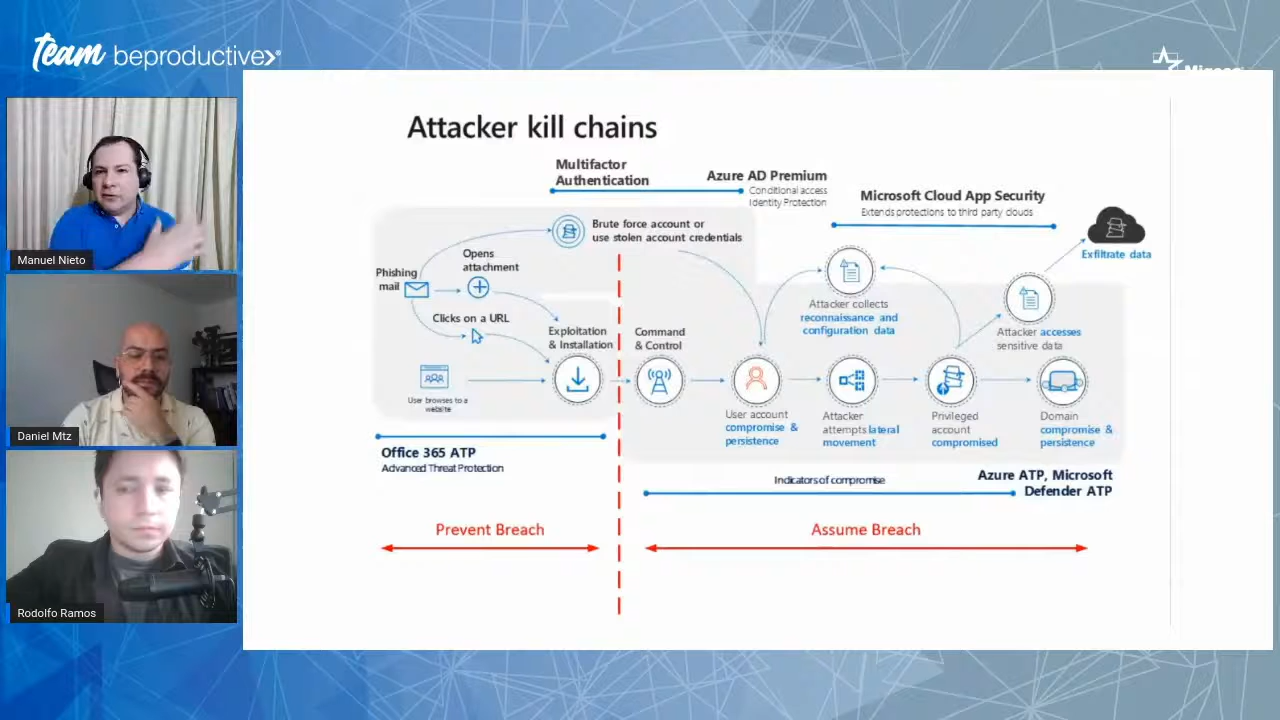 team beproductive
Manuel Nieto
Daniel Mtz
Rodolfo Ramos
Attacker kill chains
Multifactor
Authentication
Azure AD Premium
Conditional access
Identity Protection
Microsoft Cloud App Security
Extends protections to third party clouds
Brute force account or
use stolen account credentials
Exfiltrate data
Opens
attachment
Phishing
mail
Clicks on a URL
Exploitation
& Installation
Command
& Control
Attacker collects
reconnaissance and
configuration data
Attacker accesses
sensitive data
User browses to a
website
User account
compromise &
persistence
Attacker
attempts lateral
movement
Privileged
account
compromised
Domain
compromise &
persistence
Office 365 ATP
Advanced Threat Protection
Indicators of compromise
Azure ATP, Microsoft
Defender ATP
Prevent Breach
Assume Breach